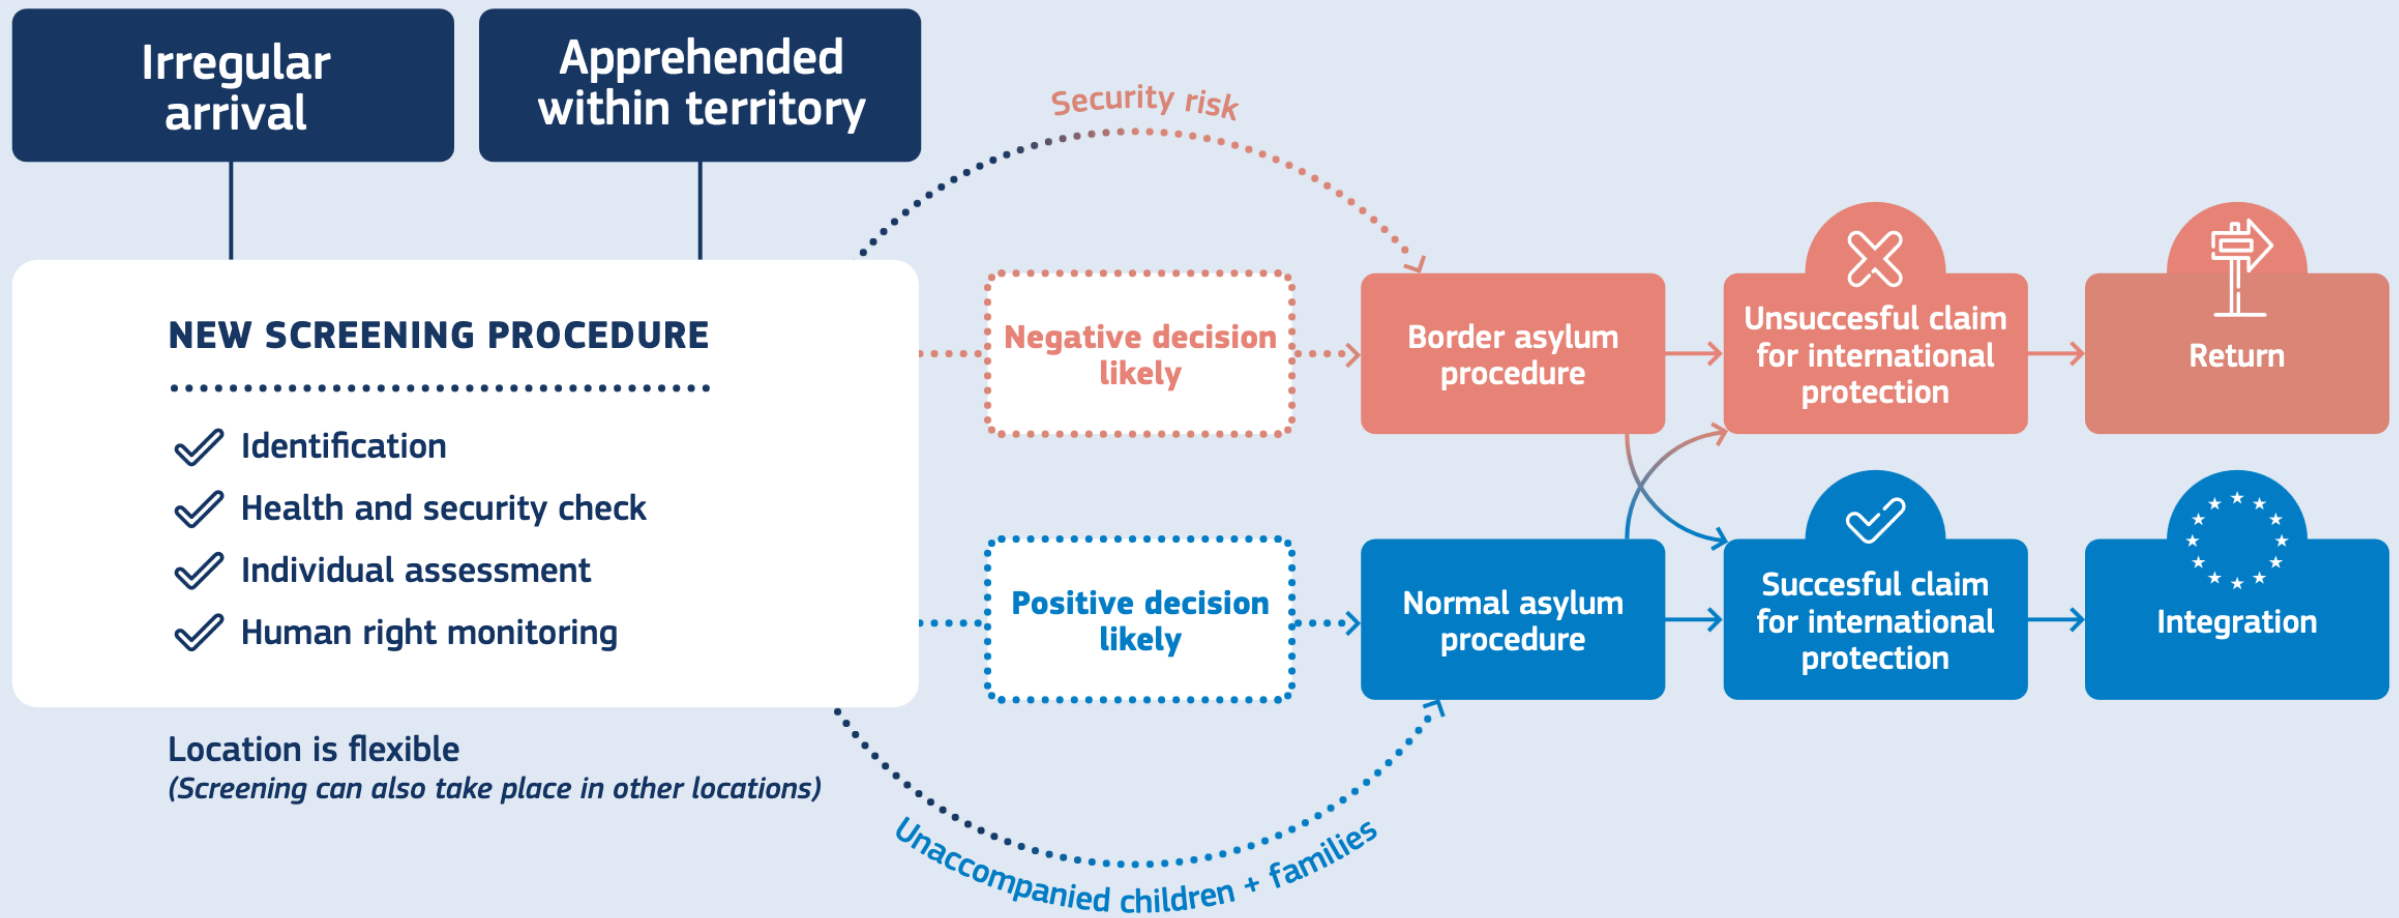 Irregular
arrival
Apprehended
within territory
NEW SCREENING PROCEDURE
Identification
Health and security check
Individual assessment
Human right monitoring
Location is flexible
(Screening can also take place in other locations)
Security risk
Negative decision
likely
Border asylum
procedure
Unsuccesful claim
for international
protection
Return
Positive decision
likely
Normal asylum
procedure
Succesful claim
for international
protection
Integration
Unaccompanied children + families